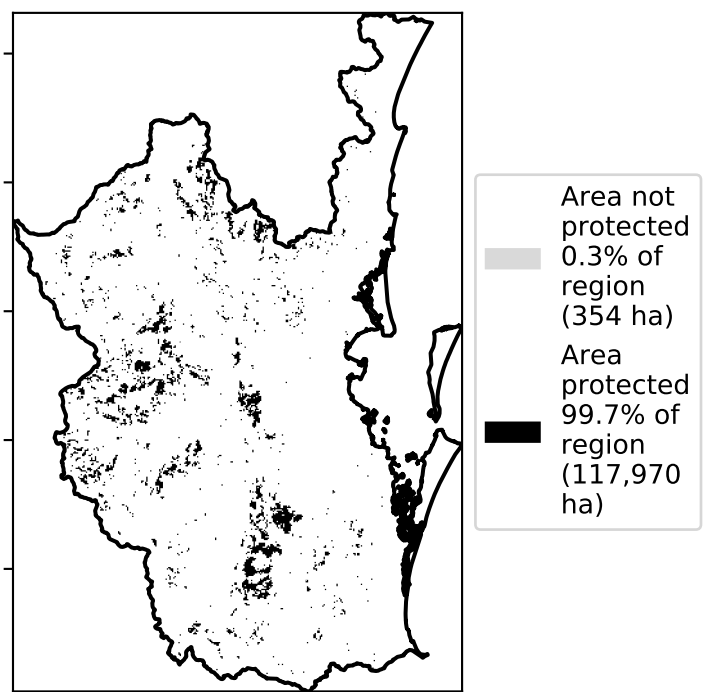 Area not
protected
0.3% of
region
(354 ha)
Area
protected
99.7% of
region
(117,970
ha)